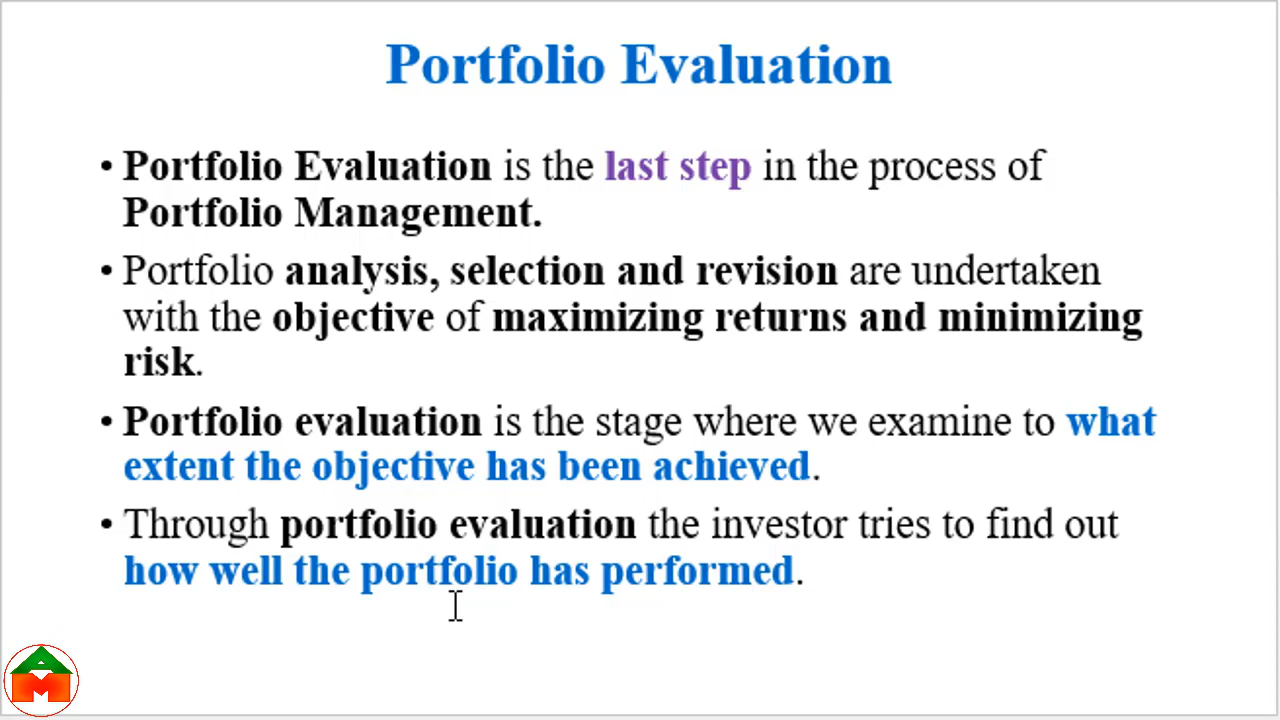 Portfolio Evaluation
• Portfolio Evaluation is the last step in the process of
Portfolio Management.
• Portfolio analysis, selection and revision are undertaken
with the objective of maximizing returns and minimizing
risk.
• Portfolio evaluation is the stage where we examine to what
extent the objective has been achieved.
• Through portfolio evaluation the investor tries to find out
how well the portfolio has performed.